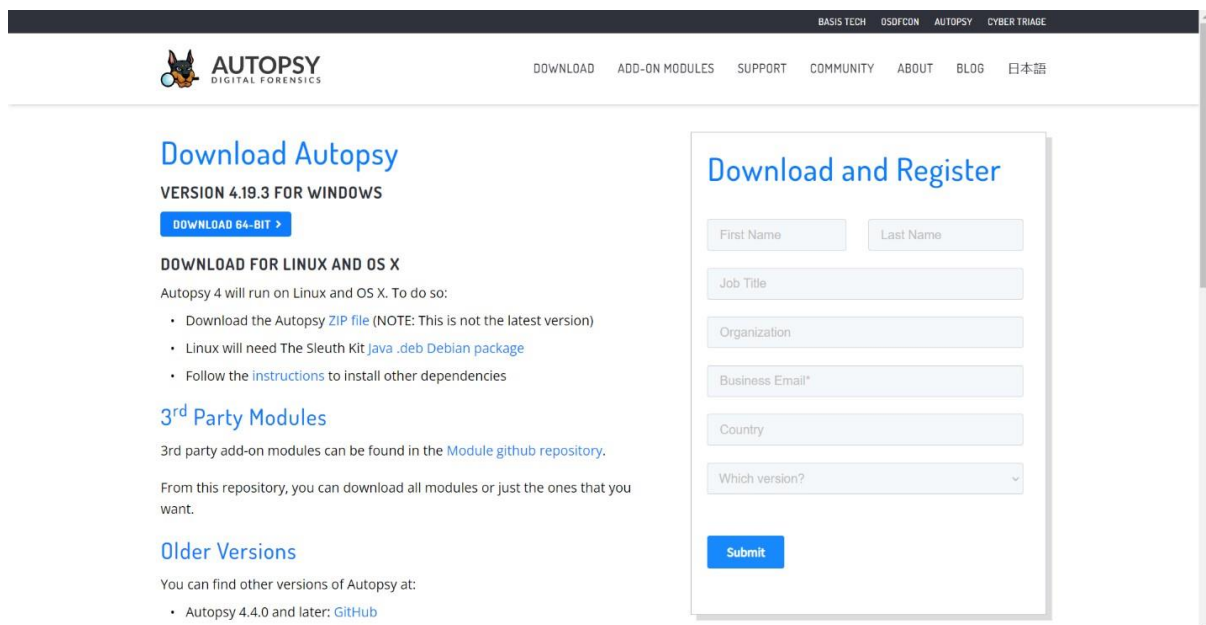 BASIS TECH OSDFCON AUTOPSY CYBER TRIAGE
AUTOPSY
DIGITAL FORENSICS
DOWNLOAD ADD-ON MODULES SUPPORT COMMUNITY ABOUT BLOG 日本語
Download Autopsy
VERSION 4.19.3 FOR WINDOWS
DOWNLOAD 64-BIT >
DOWNLOAD FOR LINUX AND OS X
Autopsy 4 will run on Linux and OS X. To do so:
• Download the Autopsy ZIP file (NOTE: This is not the latest version)
• Linux will need The Sleuth Kit Java .deb Debian package
• Follow the instructions to install other dependencies
3rd Party Modules
3rd party add-on modules can be found in the Module github repository.
From this repository, you can download all modules or just the ones that you
want.
Older Versions
You can find other versions of Autopsy at:
• Autopsy 4.4.0 and later: GitHub
Download and Register
First Name Last Name
Job Title
Organization
Business Email*
Country
Which version?
Submit